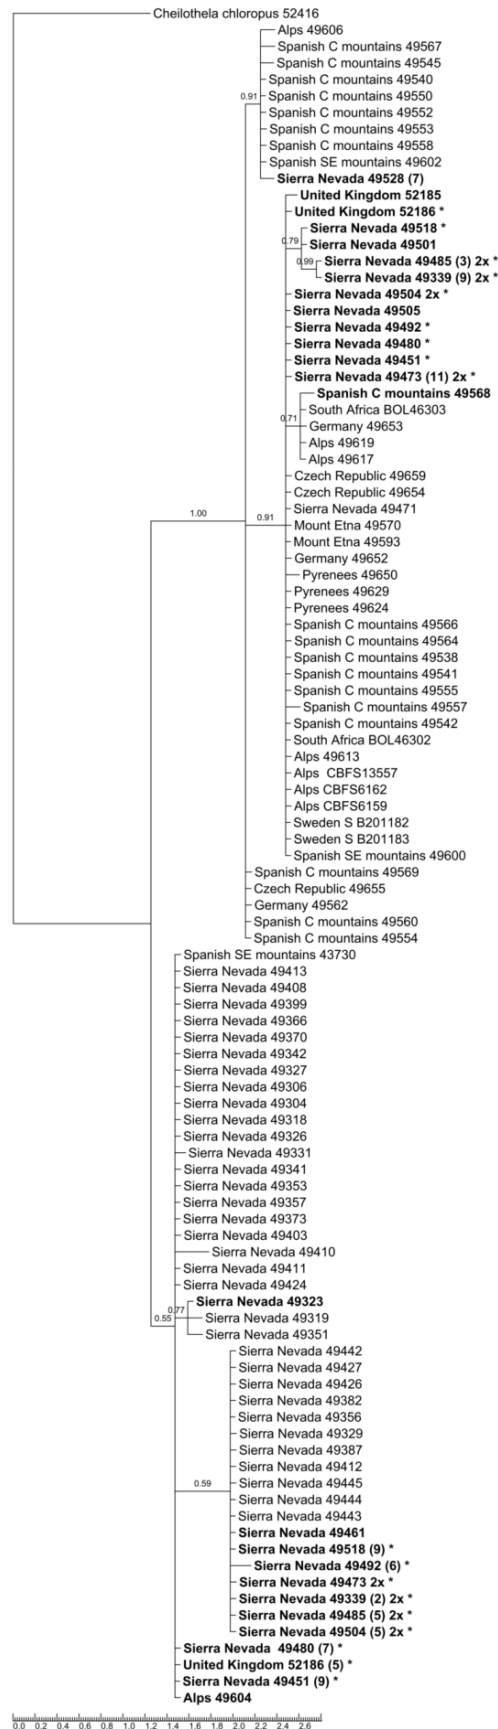 Cheilothela chloropus 52416
Alps 49606
Spanish C mountains 49567
Spanish C mountains 49545
Spanish C mountains 49540
0.91
Spanish C mountains 49550
Spanish C mountains 49552
Spanish C mountains 49553
Spanish C mountains 49558
Spanish SE mountains 49602
Sierra Nevada 49528 (7)
United Kingdom 52185
United Kingdom 52186 *
Sierra Nevada 49518 *
0.79
Sierra Nevada 49501
0.99
Sierra Nevada 49485 (3) 2x *
Sierra Nevada 49339 (9) 2x *
Sierra Nevada 49504 2x *
Sierra Nevada 49505
Sierra Nevada 49492 *
Sierra Nevada 49480 *
Sierra Nevada 49451 *
Sierra Nevada 49473 (11) 2x *
Spanish C mountains 49568
South Africa BOL46303
0.71
Germany 49653
Alps 49619
Alps 49617
Czech Republic 49659
Czech Republic 49654
Sierra Nevada 49471
1.00
0.91
Mount Etna 49570
Mount Etna 49593
Germany 49652
Pyrenees 49650
Pyrenees 49629
Pyrenees 49624
Spanish C mountains 49566
Spanish C mountains 49564
Spanish C mountains 49538
Spanish C mountains 49541
Spanish C mountains 49555
Spanish C mountains 49557
Spanish C mountains 49542
South Africa BOL46302
Alps 49613
Alps CBFS13557
Alps CBFS6162
Alps CBFS6159
Sweden S B201182
Sweden S B201183
Spanish SE mountains 49600
Spanish C mountains 49569
Czech Republic 49655
Germany 49562
Spanish C mountains 49560
Spanish C mountains 49554
Spanish SE mountains 43730
Sierra Nevada 49413
Sierra Nevada 49408
Sierra Nevada 49399
Sierra Nevada 49366
Sierra Nevada 49370
Sierra Nevada 49342
Sierra Nevada 49327
Sierra Nevada 49306
Sierra Nevada 49304
Sierra Nevada 49318
Sierra Nevada 49326
Sierra Nevada 49331
Sierra Nevada 49341
Sierra Nevada 49353
Sierra Nevada 49357
Sierra Nevada 49373
Sierra Nevada 49403
Sierra Nevada 49410
Sierra Nevada 49411
Sierra Nevada 49424
Sierra Nevada 49323
0.77
0.55
Sierra Nevada 49319
Sierra Nevada 49351
Sierra Nevada 49442
Sierra Nevada 49427
Sierra Nevada 49426
Sierra Nevada 49382
Sierra Nevada 49356
Sierra Nevada 49329
Sierra Nevada 49387
Sierra Nevada 49412
0.59
Sierra Nevada 49445
Sierra Nevada 49444
Sierra Nevada 49443
Sierra Nevada 49461
Sierra Nevada 49518 (9) *
Sierra Nevada 49492 (6) *
Sierra Nevada 49473 2x *
Sierra Nevada 49339 (2) 2x *
Sierra Nevada 49485 (5) 2x *
Sierra Nevada 49504 (5) 2x *
Sierra Nevada 49480 (7) *
United Kingdom 52186 (5) *
Sierra Nevada 49451 (9) *
Alps 49604
0.0 0.2 0.4 0.6 0.8 1.0 1.2 1.4 1.6 1.8 2.0 2.2 2.4 2.6